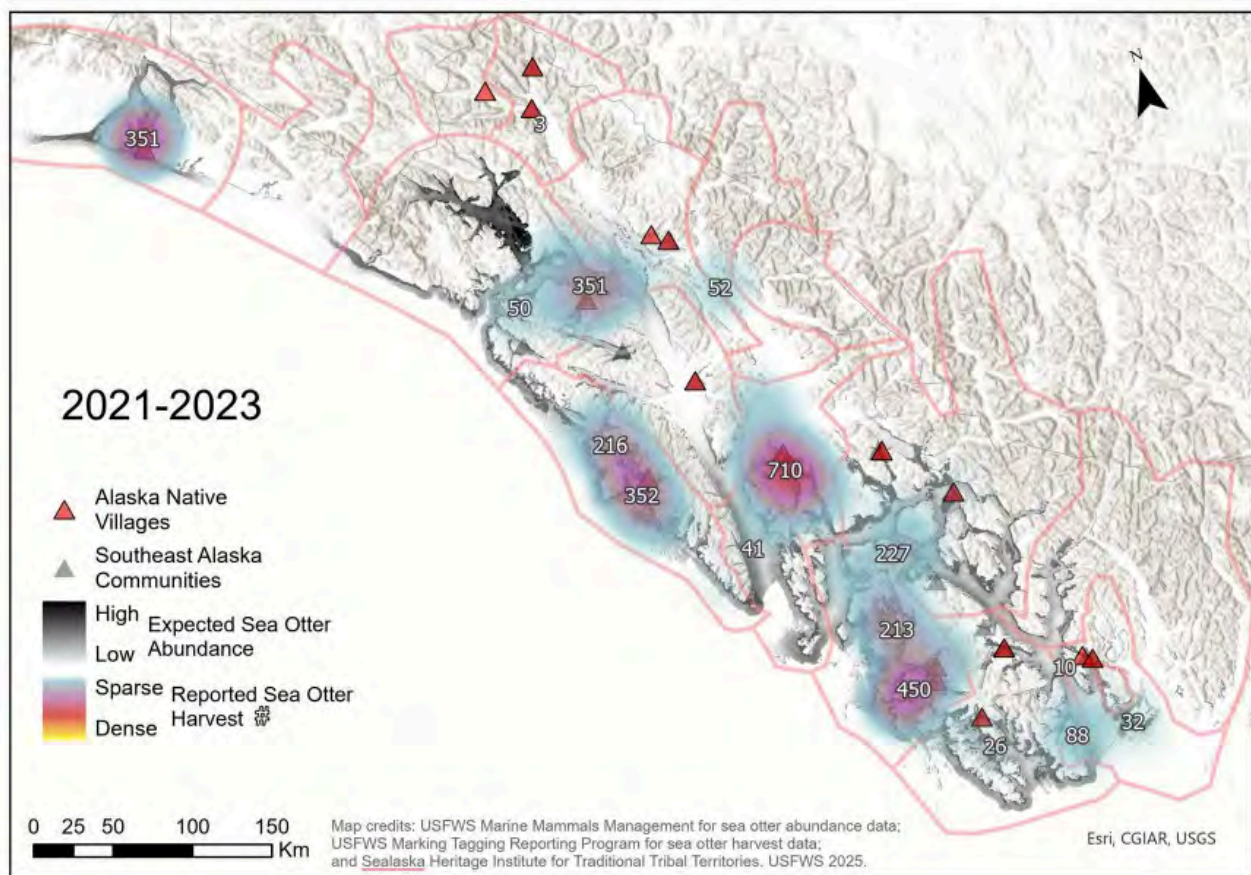 N
3
351
351
50
52
216
352
710
41
227
213
450
10
26
88
32
2021-2023
Alaska Native
Villages
Southeast Alaska
Communities
High
Low
Expected Sea Otter
Abundance
Sparse
Dense
Reported Sea Otter
Harvest #
0 25 50 100 150
Km
Map credits: USFWS Marine Mammals Management for sea otter abundance data;
USFWS Marking Tagging Reporting Program for sea otter harvest data;
and Sealaska Heritage Institute for Traditional Tribal Territories. USFWS 2025.
Esri, CGIAR, USGS